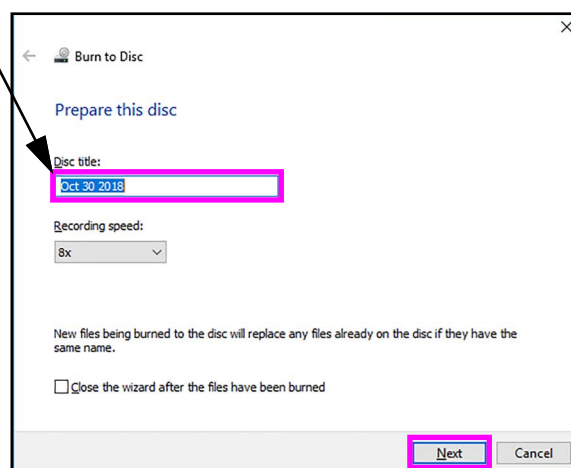 Burn to Disc
Prepare this disc
Disc title:
Oct 30 2018
Recording speed:
8x
New files being burned to the disc will replace any files already on the disc if they have the
same name.
Close the wizard after the files have been burned
Next Cancel